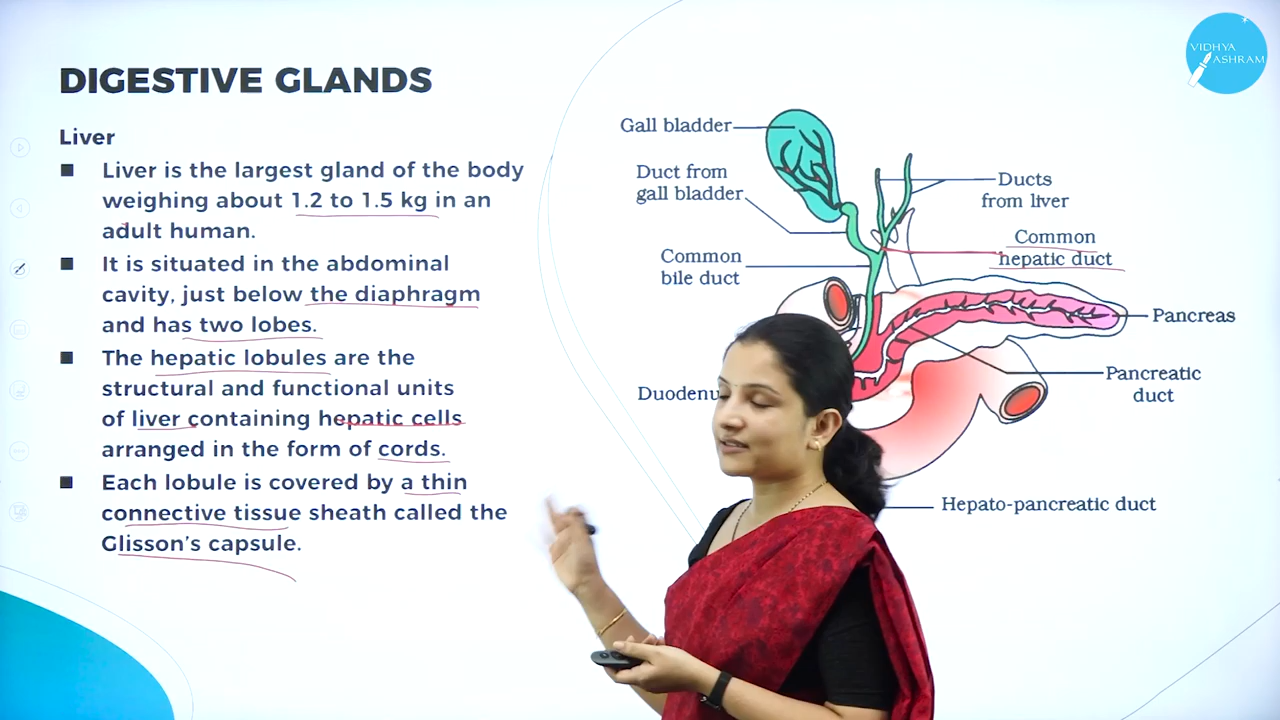 VIDHYA
ASHRAM
DIGESTIVE GLANDS
Liver
Liver is the largest gland of the body
weighing about 1.2 to 1.5 kg in an
adult human.
It is situated in the abdominal
cavity, just below the diaphragm
and has two lobes.
The hepatic lobules are the
structural and functional units
of liver containing hepatic cells
arranged in the form of cords.
Each lobule is covered by a thin
connective tissue sheath called the
Glisson's capsule.
Gall bladder
Duct from
gall bladder
Common
bile duct
Ducts
from liver
Common
hepatic duct
Pancreas
Pancreatic
duct
Duodenu
Hepato-pancreatic duct